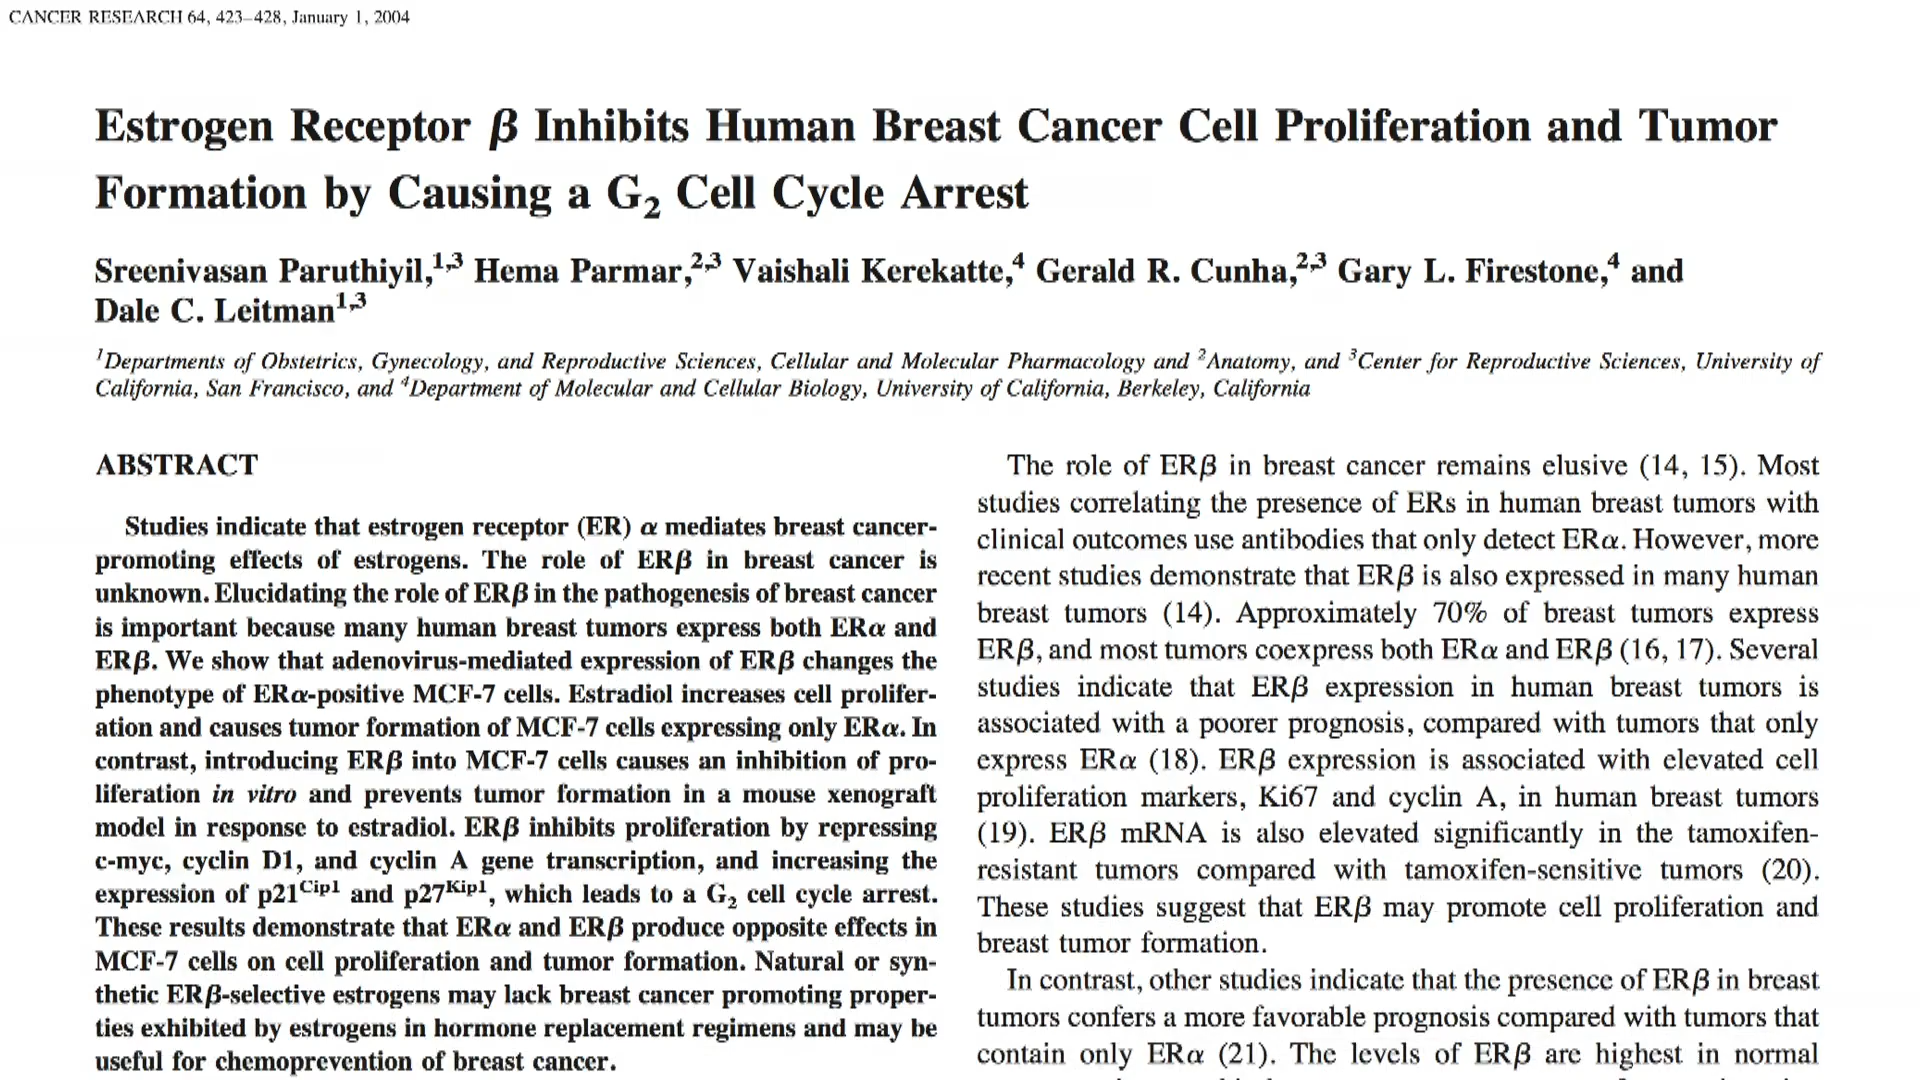 CANCER RESEARCH 64, 423–428, January 1, 2004
Estrogen Receptor β Inhibits Human Breast Cancer Cell Proliferation and Tumor
Formation by Causing a G₂ Cell Cycle Arrest
Sreenivasan Paruthiyil,¹,³ Hema Parmar,²,³ Vaishali Kerekatte,⁴ Gerald R. Cunha,²,³ Gary L. Firestone,⁴ and
Dale C. Leitman¹,³
¹Departments of Obstetrics, Gynecology, and Reproductive Sciences, Cellular and Molecular Pharmacology and ²Anatomy, and ³Center for Reproductive Sciences, University of
California, San Francisco, and ⁴Department of Molecular and Cellular Biology, University of California, Berkeley, California
ABSTRACT
Studies indicate that estrogen receptor (ER) α mediates breast cancer-
promoting effects of estrogens. The role of ERβ in breast cancer is
unknown. Elucidating the role of ERβ in the pathogenesis of breast cancer
is important because many human breast tumors express both ERα and
ERβ. We show that adenovirus-mediated expression of ERβ changes the
phenotype of ERα-positive MCF-7 cells. Estradiol increases cell prolifer-
ation and causes tumor formation of MCF-7 cells expressing only ERα. In
contrast, introducing ERβ into MCF-7 cells causes an inhibition of pro-
liferation in vitro and prevents tumor formation in a mouse xenograft
model in response to estradiol. ERβ inhibits proliferation by repressing
c-myc, cyclin D1, and cyclin A gene transcription, and increasing the
expression of p21Cip1 and p27Kip1, which leads to a G₂ cell cycle arrest.
These results demonstrate that ERα and ERβ produce opposite effects in
MCF-7 cells on cell proliferation and tumor formation. Natural or syn-
thetic ERβ-selective estrogens may lack breast cancer promoting proper-
ties exhibited by estrogens in hormone replacement regimens and may be
useful for chemoprevention of breast cancer.
The role of ERβ in breast cancer remains elusive (14, 15). Most
studies correlating the presence of ERs in human breast tumors with
clinical outcomes use antibodies that only detect ERα. However, more
recent studies demonstrate that ERβ is also expressed in many human
breast tumors (14). Approximately 70% of breast tumors express
ERβ, and most tumors coexpress both ERα and ERβ (16, 17). Several
studies indicate that ERβ expression in human breast tumors is
associated with a poorer prognosis, compared with tumors that only
express ERα (18). ERβ expression is associated with elevated cell
proliferation markers, Ki67 and cyclin A, in human breast tumors
(19). ERβ mRNA is also elevated significantly in the tamoxifen-
resistant tumors compared with tamoxifen-sensitive tumors (20).
These studies suggest that ERβ may promote cell proliferation and
breast tumor formation.
In contrast, other studies indicate that the presence of ERβ in breast
tumors confers a more favorable prognosis compared with tumors that
contain only ERα (21). The levels of ERβ are highest in normal